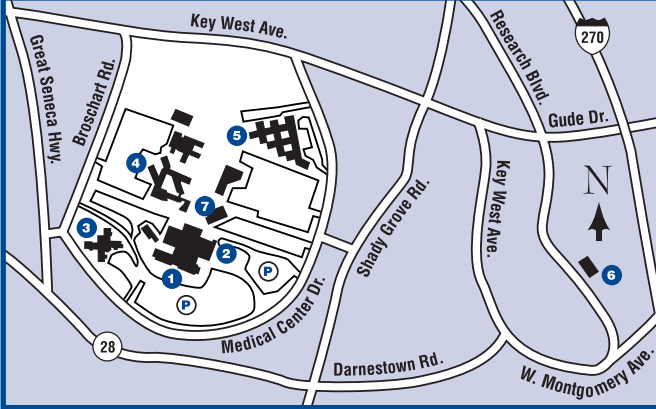 Key West Ave.
Research Blvd.
270
Great Seneca Hwy.
Broschart Rd.
Gude Dr.
5
4
N
Key West Ave.
7
Shady Grove Rd.
3
2
6
1
P
P
Medical Center Dr.
28
Darnestown Rd.
W. Montgomery Ave.